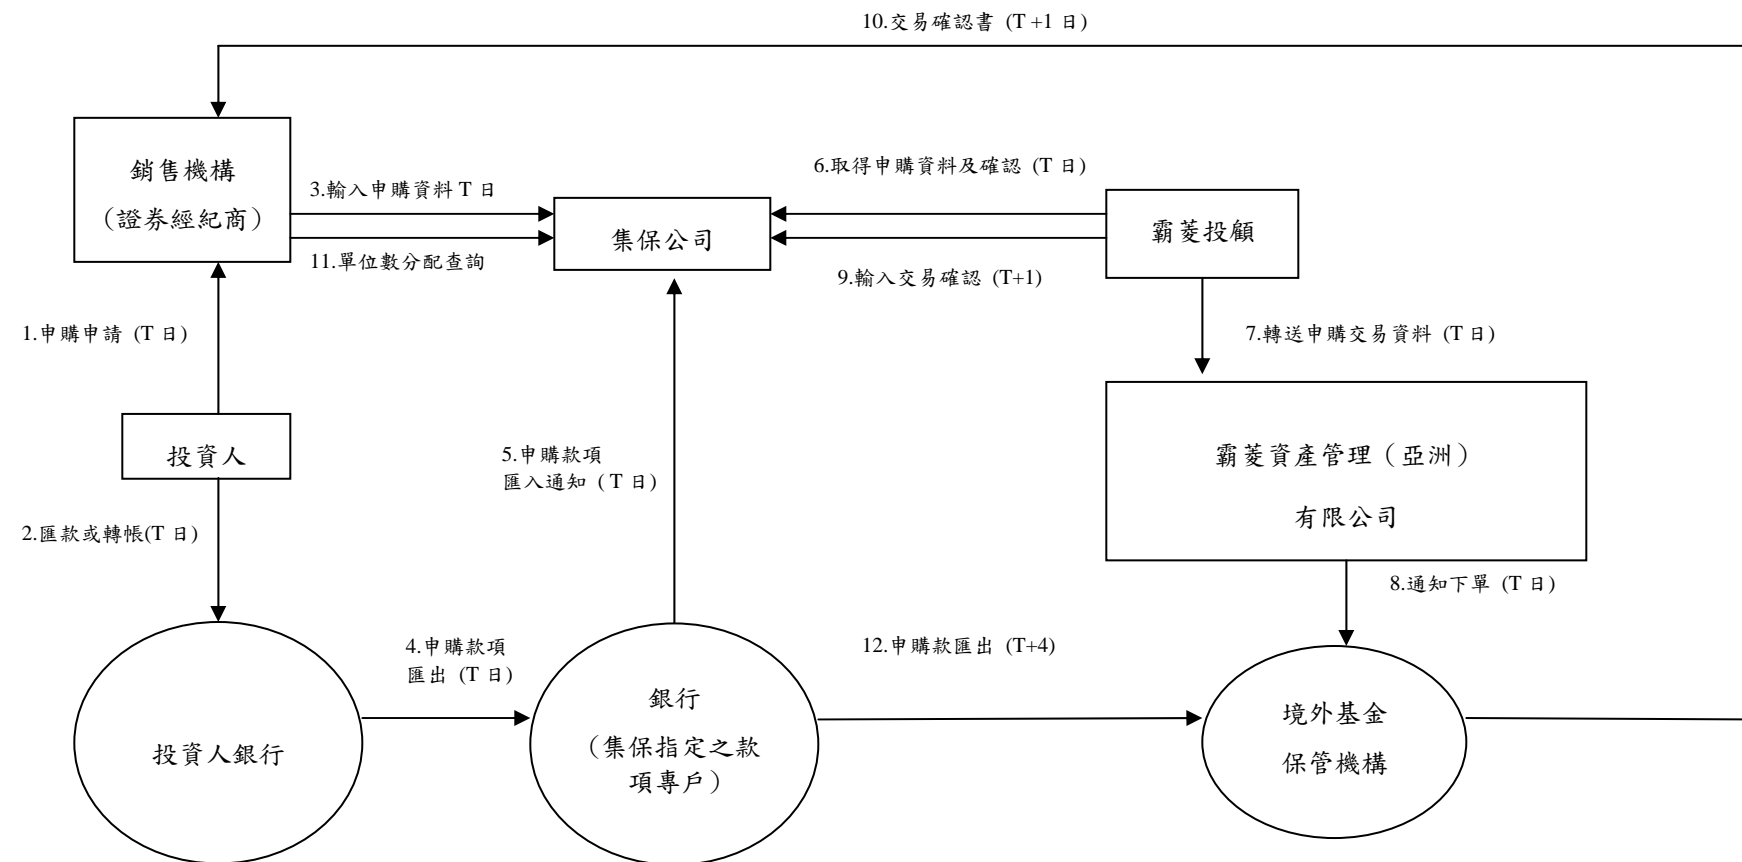 10.交易確認書 (T +1 日)
銷售機構
（證券經紀商）
3.輸入申購資料 T 日
11.單位數分配查詢
集保公司
6.取得申購資料及確認 (T 日)
9.輸入交易確認 (T+1)
霸菱投顧
1.申購申請 (T 日)
7.轉送申購交易資料 (T 日)
投資人
2.匯款或轉帳(T 日)
5.申購款項
匯入通知 ( T 日)
霸菱資產管理（亞洲）
有限公司
8.通知下單 (T 日)
投資人銀行
4.申購款項
匯出 (T 日)
銀行
（集保指定之款
項專戶）
12.申購款匯出 (T+4)
境外基金
保管機構